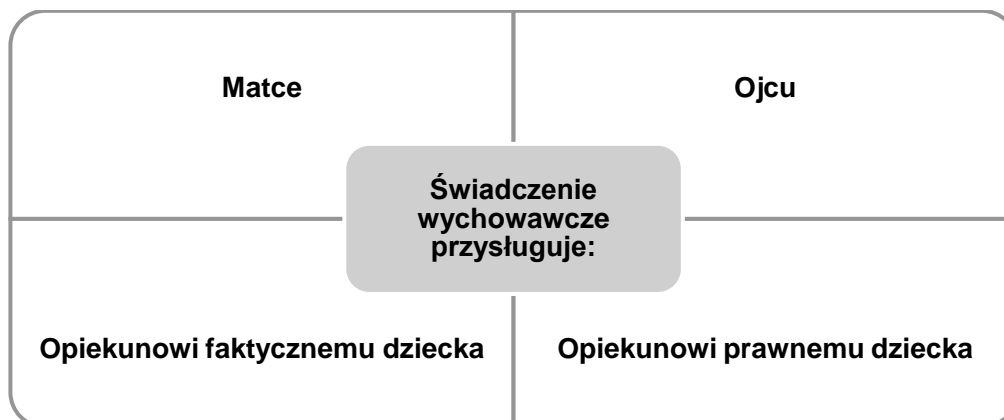 Matce
Ojcu
Świadczenie
wychowawcze
przysługuje:
Opiekunowi faktycznemu dziecka
Opiekunowi prawnemu dziecka